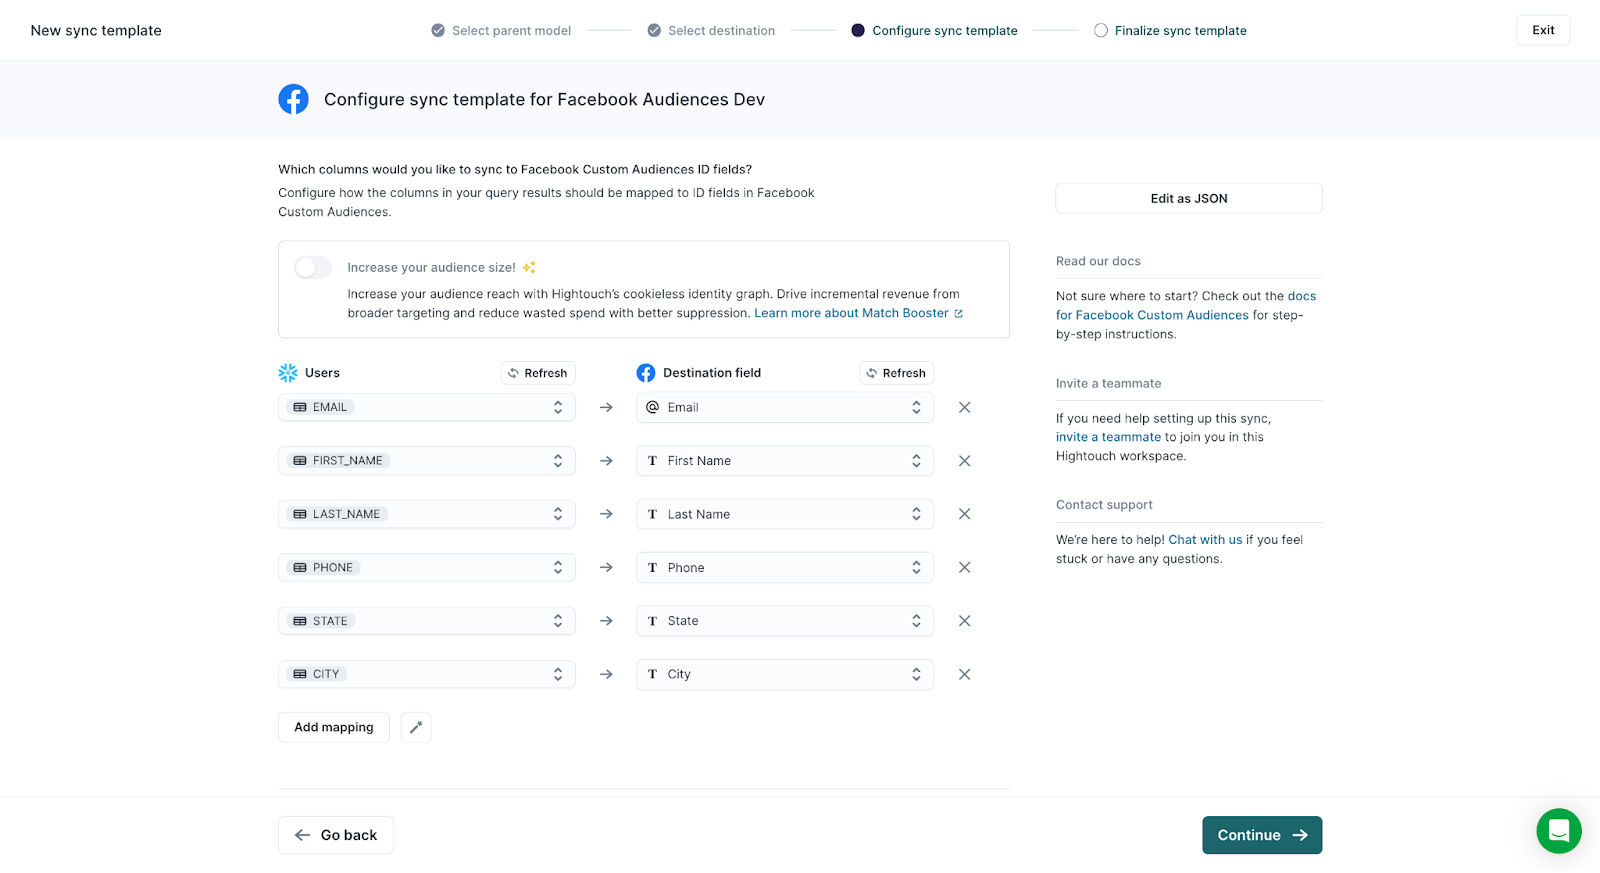 New sync template
Select parent model
Select destination
Configure sync template
Finalize sync template
Exit
Configure sync template for Facebook Audiences Dev
Which columns would you like to sync to Facebook Custom Audiences ID fields?
Configure how the columns in your query results should be mapped to ID fields in Facebook
Custom Audiences.
Increase your audience size!
Increase your audience reach with Hightouch's cookieless identity graph. Drive incremental revenue from
broader targeting and reduce wasted spend with better suppression. Learn more about Match Booster
Users
Refresh
Destination field
Refresh
EMAIL
@ Email
FIRST_NAME
T First Name
LAST_NAME
T Last Name
PHONE
T Phone
STATE
T State
CITY
T City
Add mapping
Edit as JSON
Read our docs
Not sure where to start? Check out the docs
for Facebook Custom Audiences for step-
by-step instructions.
Invite a teammate
If you need help setting up this sync,
invite a teammate to join you in this
Hightouch workspace.
Contact support
We're here to help! Chat with us if you feel
stuck or have any questions.
Go back
Continue